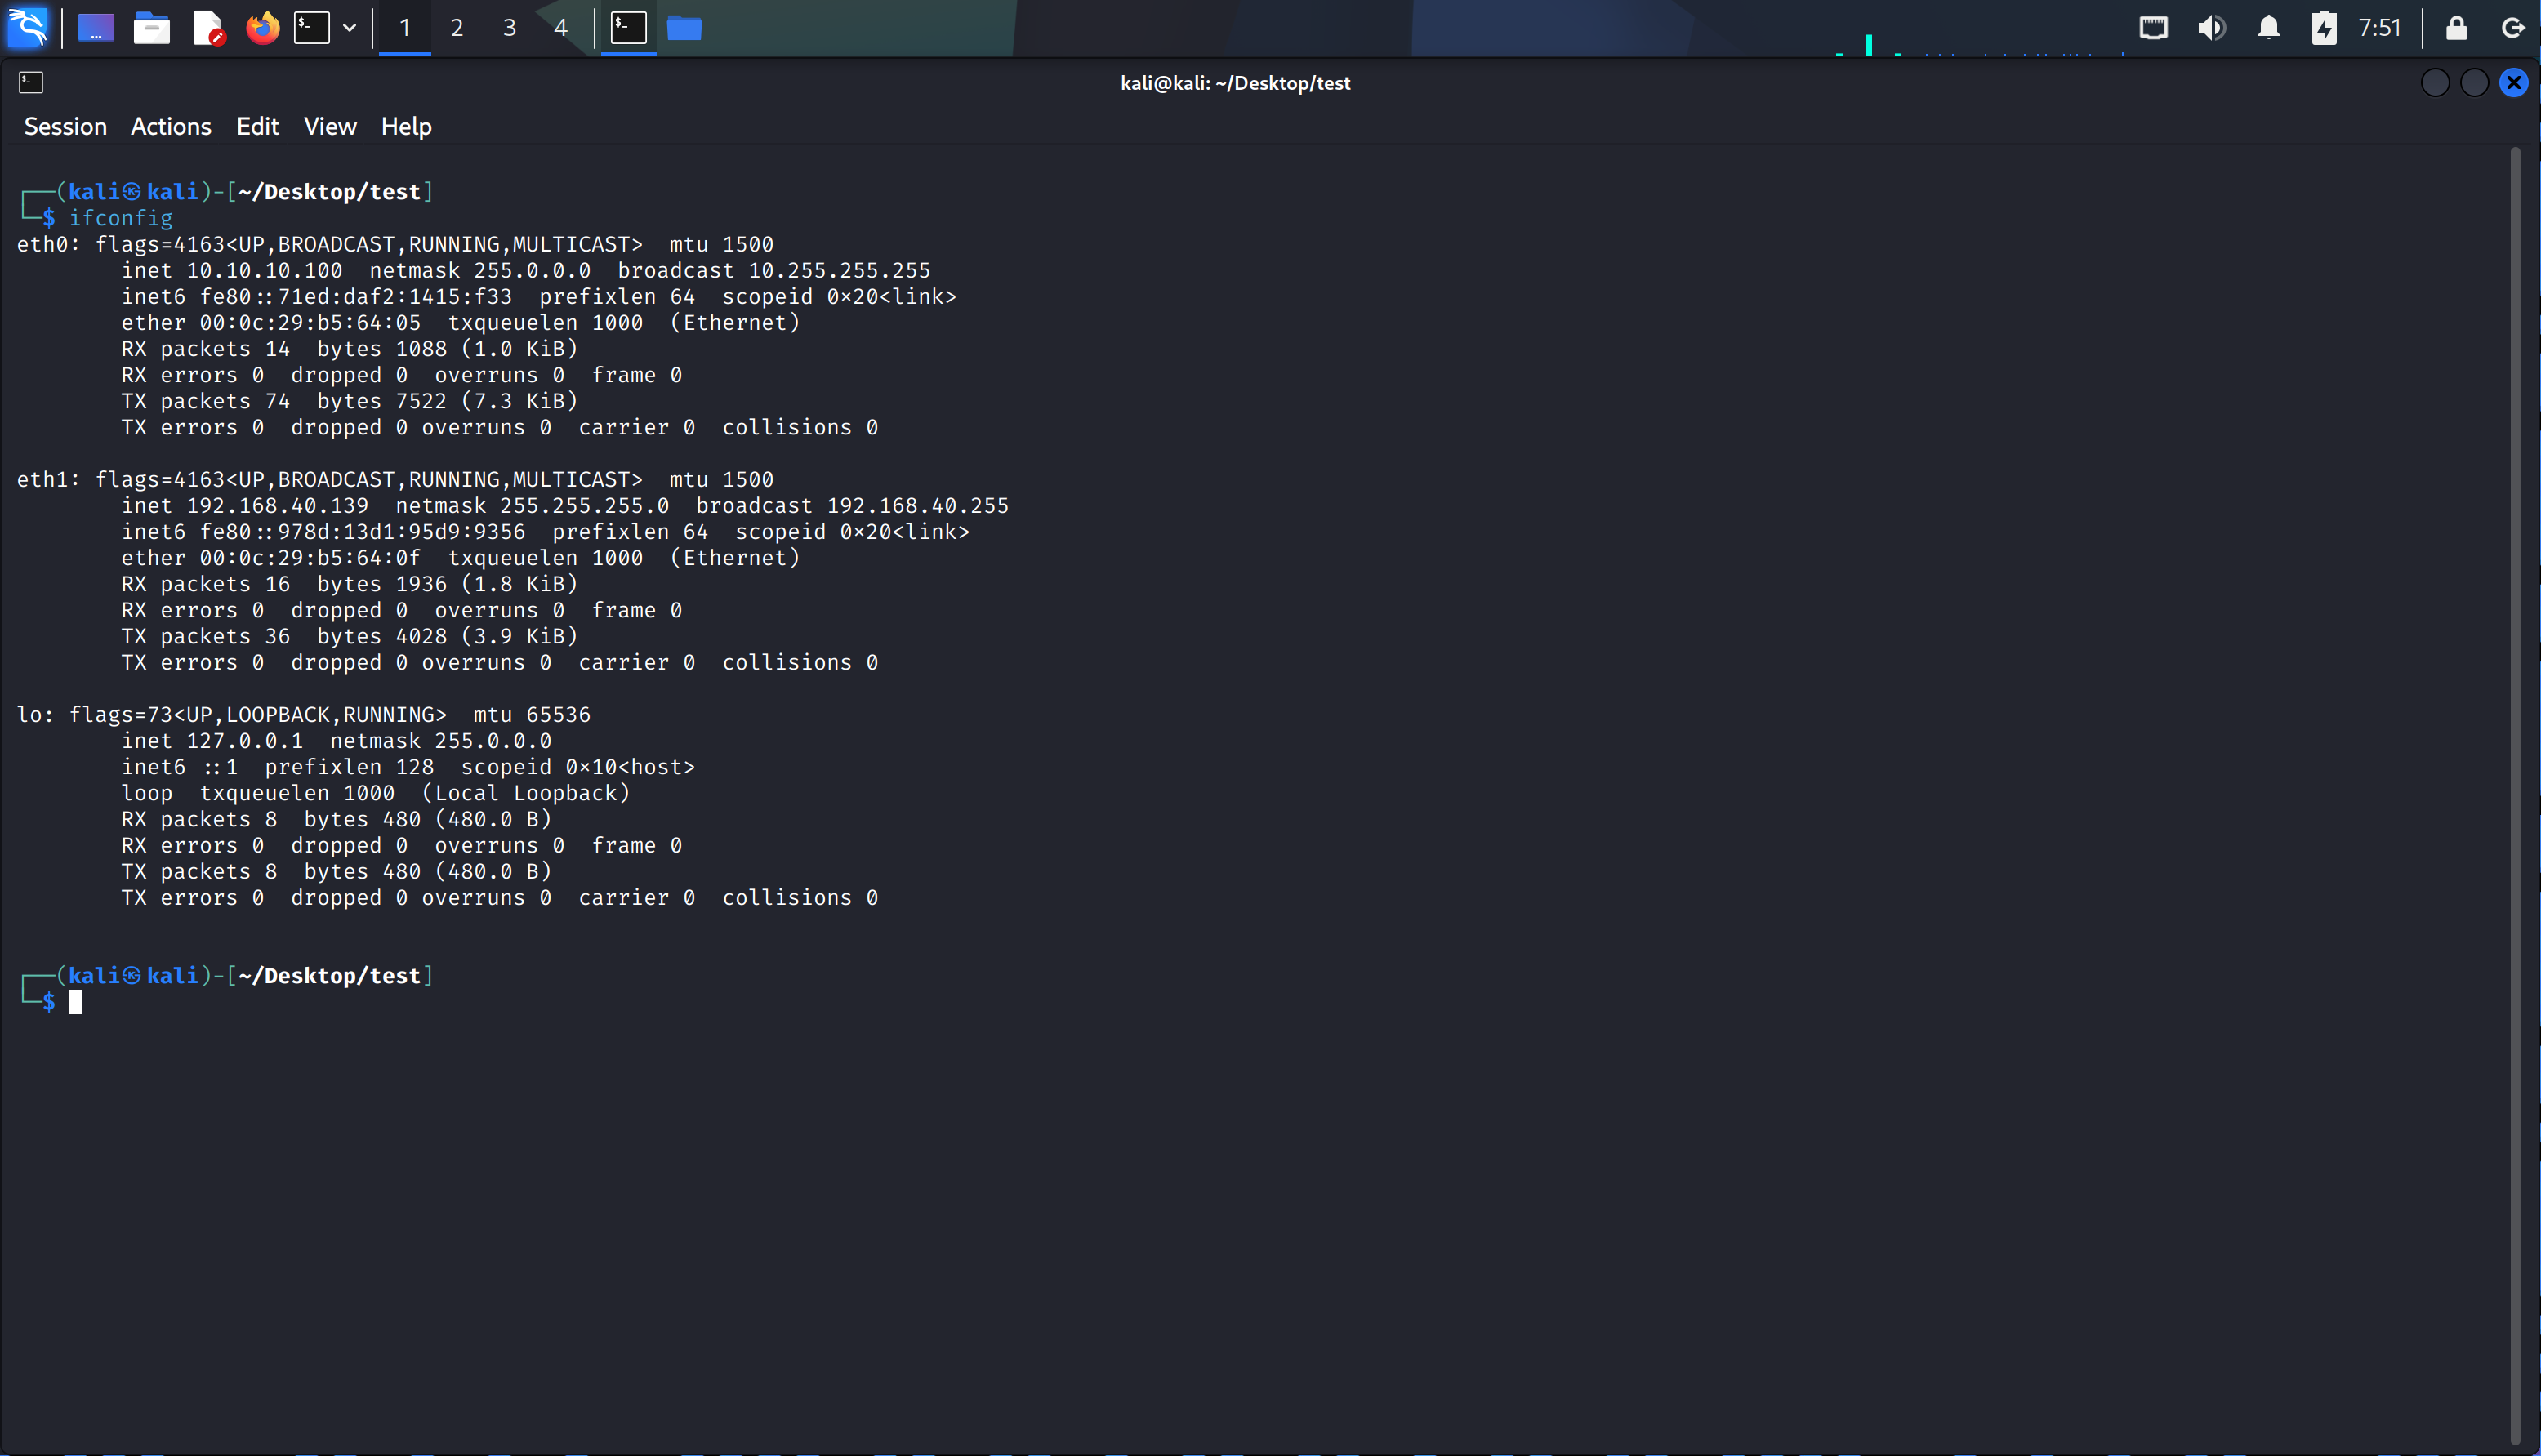 1 2 3 4 7:51
kali@kali: ~/Desktop/test
Session Actions Edit View Help
┌──(kali㉿kali)-[~/Desktop/test]
└─$ ifconfig
eth0: flags=4163<UP,BROADCAST,RUNNING,MULTICAST>  mtu 1500
        inet 10.10.10.100  netmask 255.0.0.0  broadcast 10.255.255.255
        inet6 fe80::71ed:daf2:1415:f33  prefixlen 64  scopeid 0×20<link>
        ether 00:0c:29:b5:64:05  txqueuelen 1000  (Ethernet)
        RX packets 14  bytes 1088 (1.0 KiB)
        RX errors 0  dropped 0  overruns 0  frame 0
        TX packets 74  bytes 7522 (7.3 KiB)
        TX errors 0  dropped 0 overruns 0  carrier 0  collisions 0
eth1: flags=4163<UP,BROADCAST,RUNNING,MULTICAST>  mtu 1500
        inet 192.168.40.139  netmask 255.255.255.0  broadcast 192.168.40.255
        inet6 fe80::978d:13d1:95d9:9356  prefixlen 64  scopeid 0×20<link>
        ether 00:0c:29:b5:64:0f  txqueuelen 1000  (Ethernet)
        RX packets 16  bytes 1936 (1.8 KiB)
        RX errors 0  dropped 0  overruns 0  frame 0
        TX packets 36  bytes 4028 (3.9 KiB)
        TX errors 0  dropped 0 overruns 0  carrier 0  collisions 0
lo: flags=73<UP,LOOPBACK,RUNNING>  mtu 65536
        inet 127.0.0.1  netmask 255.0.0.0
        inet6 ::1  prefixlen 128  scopeid 0×10<host>
        loop  txqueuelen 1000  (Local Loopback)
        RX packets 8  bytes 480 (480.0 B)
        RX errors 0  dropped 0  overruns 0  frame 0
        TX packets 8  bytes 480 (480.0 B)
        TX errors 0  dropped 0 overruns 0  carrier 0  collisions 0
┌──(kali㉿kali)-[~/Desktop/test]
└─$